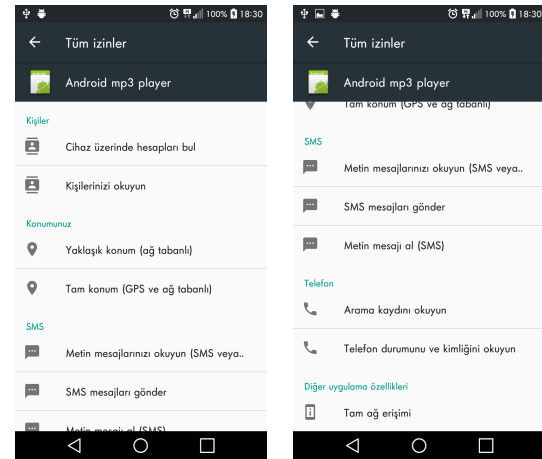 100% 18:30
Tüm izinler
Android mp3 player
Kişiler
Cihaz üzerinde hesapları bul
Kişilerinizi okuyun
Konumunuz
Yaklaşık konum (ağ tabanlı)
Tam konum (GPS ve ağ tabanlı)
SMS
Metin mesajlarınızı okuyun (SMS veya..
SMS mesajları gönder
Metin mesajı al (SMS)
100% 18:30
Tüm izinler
Android mp3 player
Tam konum (GPS ve ağ tabanlı)
SMS
Metin mesajlarınızı okuyun (SMS veya..
SMS mesajları gönder
Metin mesajı al (SMS)
Telefon
Arama kaydını okuyun
Telefon durumunu ve kimliğini okuyun
Diğer uygulama özellikleri
Tam ağ erişimi